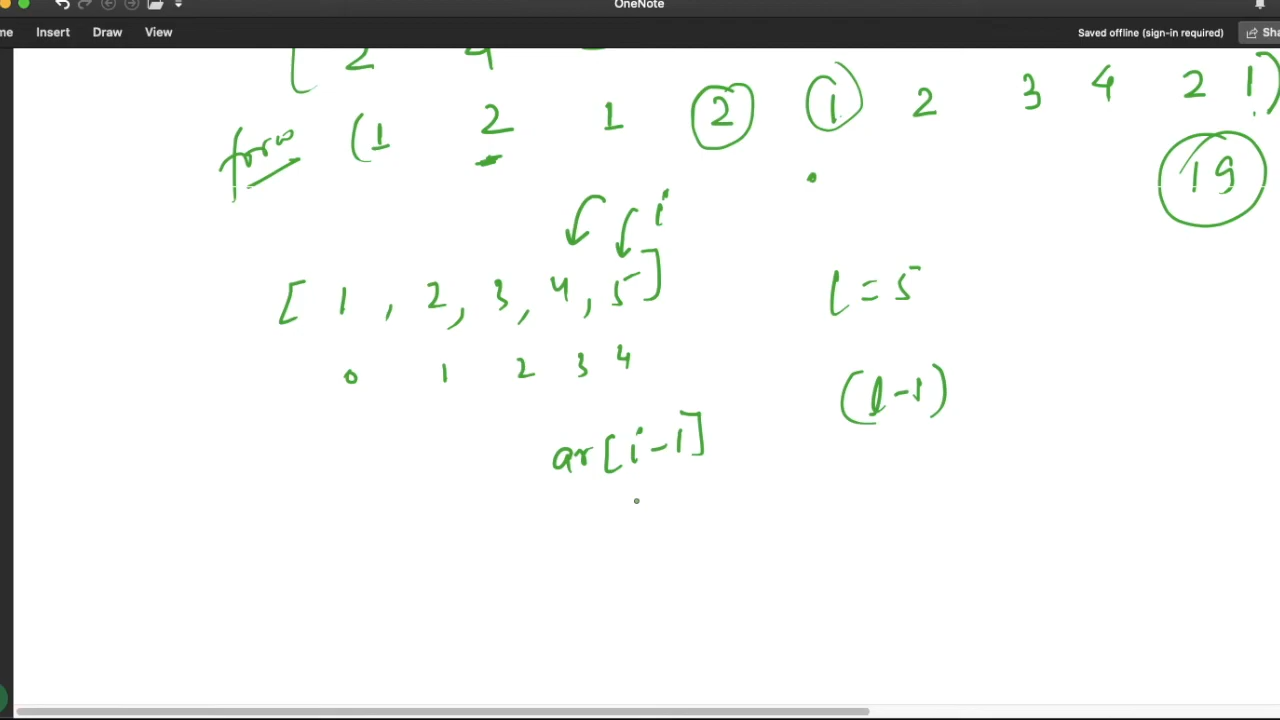 OneNote
Insert Draw View Saved offline (sign-in required)
2 4
forw (1 2 1 2 1 2 3 4 2 1)
19
i
[ 1 , 2, 3, 4, 5 ] l = 5
0 1 2 3 4
(l-1)
ar[i-1]